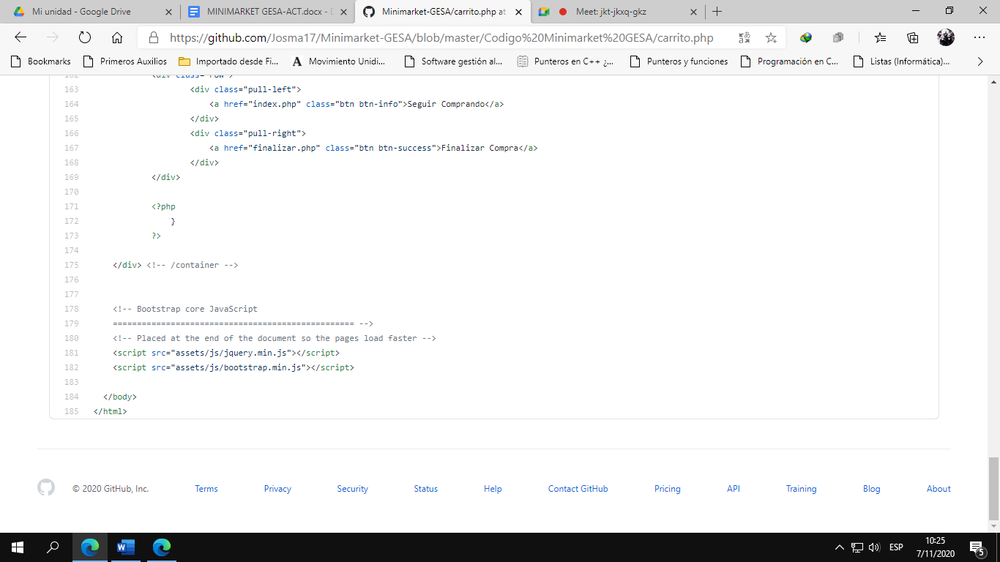 Mi unidad - Google Drive
MINIMARKET GESA-ACT.docx - D
Minimarket-GESA/carrito.php at
Meet: jkt-jkxq-gkz
https://github.com/Josma17/Minimarket-GESA/blob/master/Codigo%20Minimarket%20GESA/carrito.php
Bookmarks
Primeros Auxilios
Importado desde Fi...
Movimiento Unidi...
Software gestión al...
Punteros en C++ ¿...
Punteros y funciones
Programación en C...
Listas (Informática)...
162 <div class="row">
163 <div class="pull-left">
164 <a href="index.php" class="btn btn-info">Seguir Comprando</a>
165 </div>
166 <div class="pull-right">
167 <a href="finalizar.php" class="btn btn-success">Finalizar Compra</a>
168 </div>
169 </div>
170
171 <?php
172 }
173 ?>
174
175 </div> <!-- /container -->
176
177
178 <!-- Bootstrap core JavaScript
179 ================================================== -->
180 <!-- Placed at the end of the document so the pages load faster -->
181 <script src="assets/js/jquery.min.js"></script>
182 <script src="assets/js/bootstrap.min.js"></script>
183
184 </body>
185 </html>
© 2020 GitHub, Inc.
Terms
Privacy
Security
Status
Help
Contact GitHub
Pricing
API
Training
Blog
About
ESP
10:25
7/11/2020
5